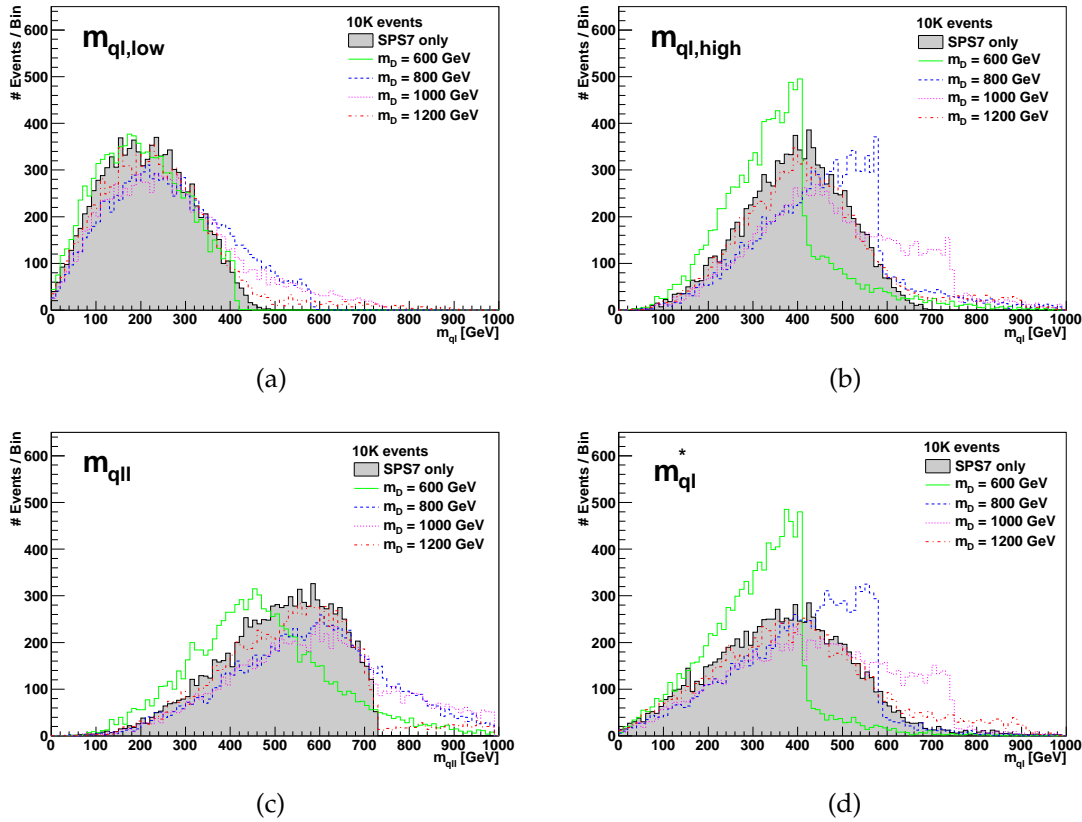 # Events / Bin
600
500
400
300
200
100
0
m_ql,low
10K events
SPS7 only
m_D = 600 GeV
m_D = 800 GeV
m_D = 1000 GeV
m_D = 1200 GeV
0 100 200 300 400 500 600 700 800 900 1000
m_ql [GeV]
(a)
# Events / Bin
600
500
400
300
200
100
0
m_ql,high
10K events
SPS7 only
m_D = 600 GeV
m_D = 800 GeV
m_D = 1000 GeV
m_D = 1200 GeV
0 100 200 300 400 500 600 700 800 900 1000
m_ql [GeV]
(b)
# Events / Bin
600
500
400
300
200
100
0
m_qll
10K events
SPS7 only
m_D = 600 GeV
m_D = 800 GeV
m_D = 1000 GeV
m_D = 1200 GeV
0 100 200 300 400 500 600 700 800 900 1000
m_qll [GeV]
(c)
# Events / Bin
600
500
400
300
200
100
0
m*_ql
10K events
SPS7 only
m_D = 600 GeV
m_D = 800 GeV
m_D = 1000 GeV
m_D = 1200 GeV
0 100 200 300 400 500 600 700 800 900 1000
m_ql [GeV]
(d)